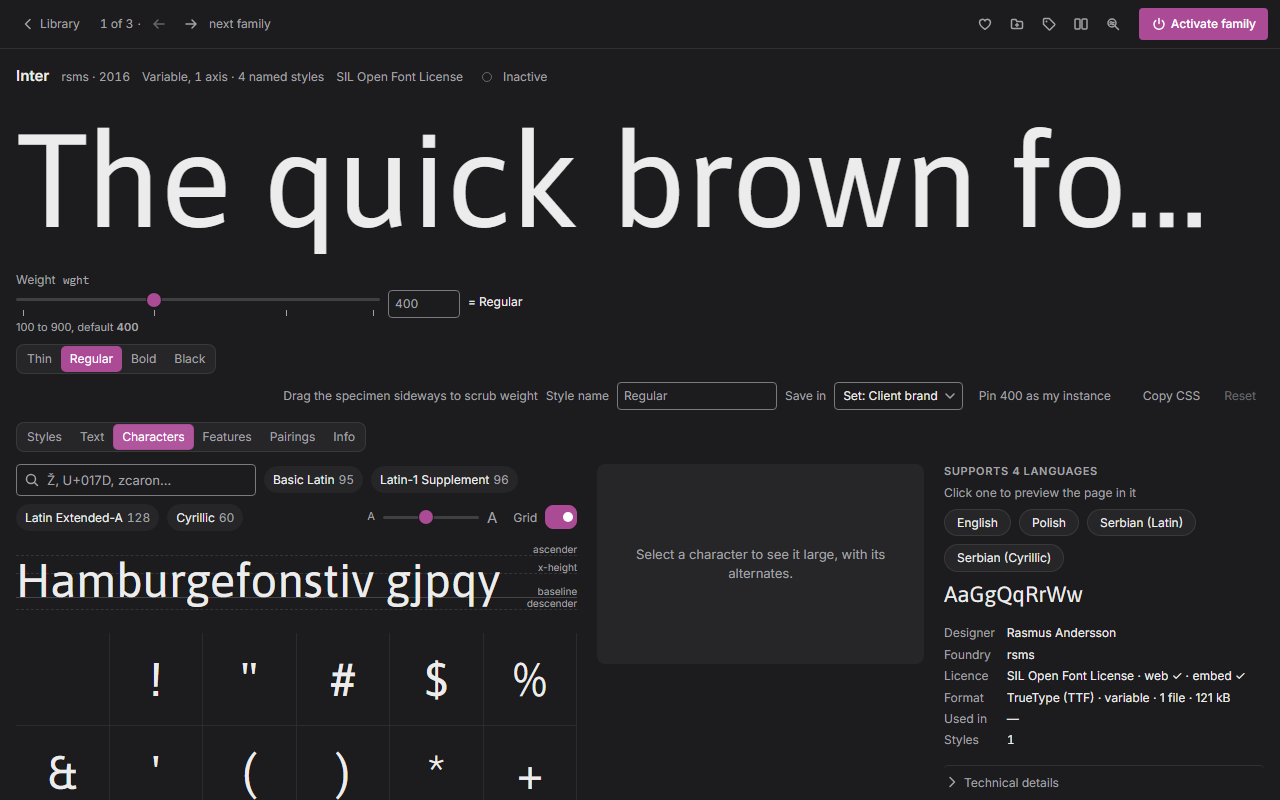 Library 1 of 3 · ← → next family Activate family
Inter rsms · 2016 Variable, 1 axis · 4 named styles SIL Open Font License Inactive
The quick brown fo...
Weight wght
400 = Regular
100 to 900, default 400
Thin Regular Bold Black
Drag the specimen sideways to scrub weight Style name Regular Save in Set: Client brand Pin 400 as my instance Copy CSS Reset
Styles Text Characters Features Pairings Info
Ž, U+017D, zcaron... Basic Latin 95 Latin-1 Supplement 96
Latin Extended-A 128 Cyrillic 60 A A Grid
ascender
x-height
Hamburgefonstiv gjpqy
baseline
descender
! " # $ %
& ' ( ) * +
Select a character to see it large, with its
alternates.
SUPPORTS 4 LANGUAGES
Click one to preview the page in it
English Polish Serbian (Latin)
Serbian (Cyrillic)
AaGgQqRrWw
Designer Rasmus Andersson
Foundry rsms
Licence SIL Open Font License · web ✓ · embed ✓
Format TrueType (TTF) · variable · 1 file · 121 kB
Used in —
Styles 1
Technical details